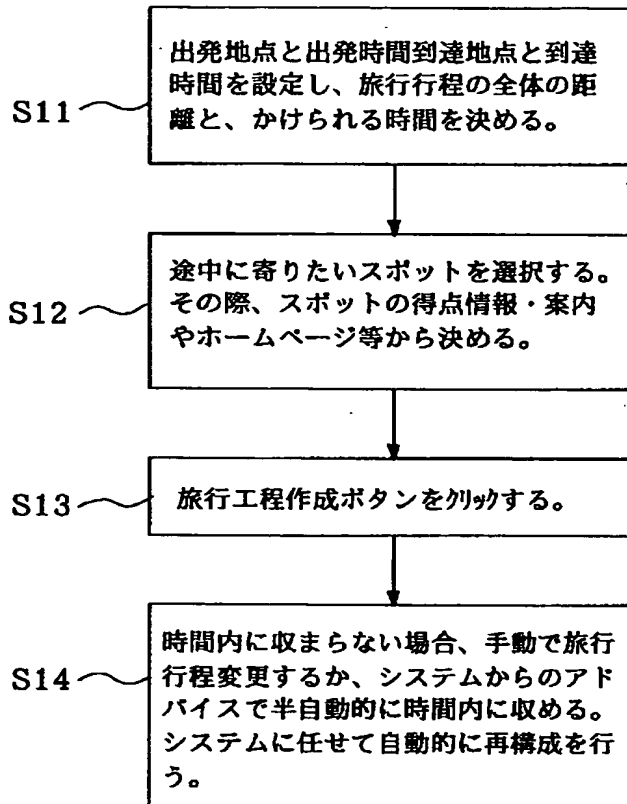 出発地点と出発時間到達地点と到達
時間を設定し、旅行行程の全体の距
離と、かけられる時間を決める。
S11
途中に寄りたいスポットを選択する。
その際、スポットの得点情報・案内
やホームページ等から決める。
S12
旅行工程作成ボタンをクリックする。
S13
時間内に収まらない場合、手動で旅行
行程変更するか、システムからのアド
バイスで半自動的に時間内に収める。
システムに任せて自動的に再構成を行
う。
S14